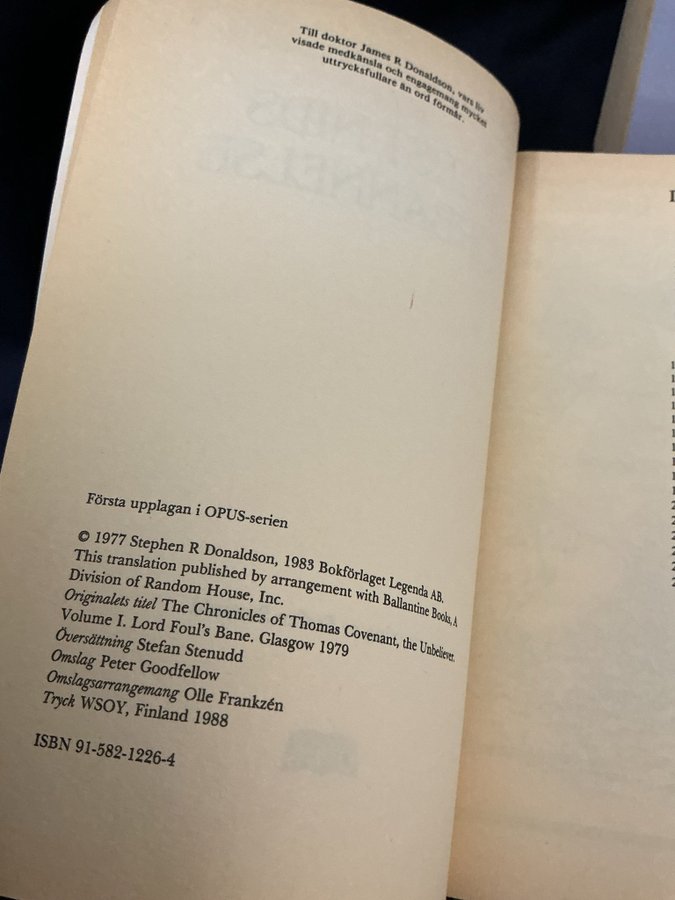 Till doktor James R Donaldson, vars liv
visade medkänsla och engagemang mycket
uttrycksfullare än ord förmår.
Första upplagan i OPUS-serien
© 1977 Stephen R Donaldson, 1983 Bokförlaget Legenda AB.
This translation published by arrangement with Ballantine Books, A
Division of Random House, Inc.
Originalets titel The Chronicles of Thomas Covenant, the Unbeliever.
Volume I. Lord Foul's Bane. Glasgow 1979
Översättning Stefan Stenudd
Omslag Peter Goodfellow
Omslagsarrangemang Olle Frankzén
Tryck WSOY, Finland 1988
ISBN 91-582-1226-4